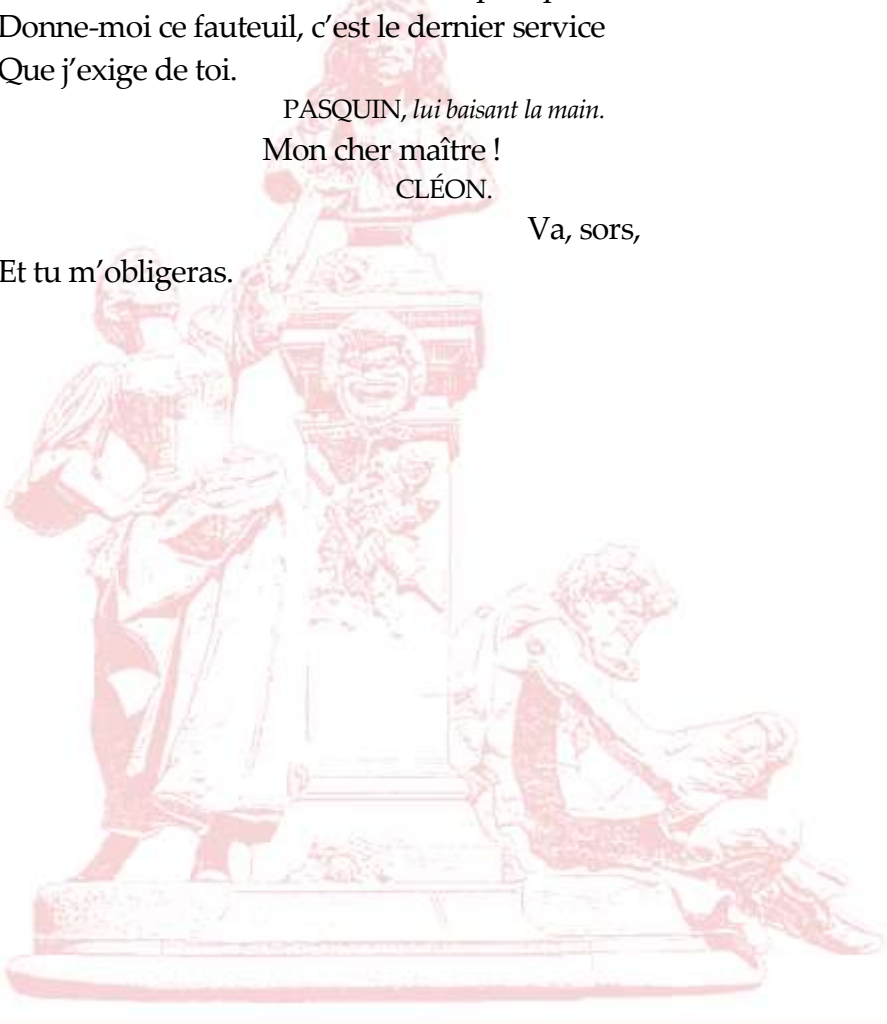 Donne-moi ce fauteuil, c’est le dernier service
Que j’exige de toi.
PASQUIN, lui baisant la main.
Mon cher maître !
CLÉON.
Va, sors,
Et tu m’obligeras.